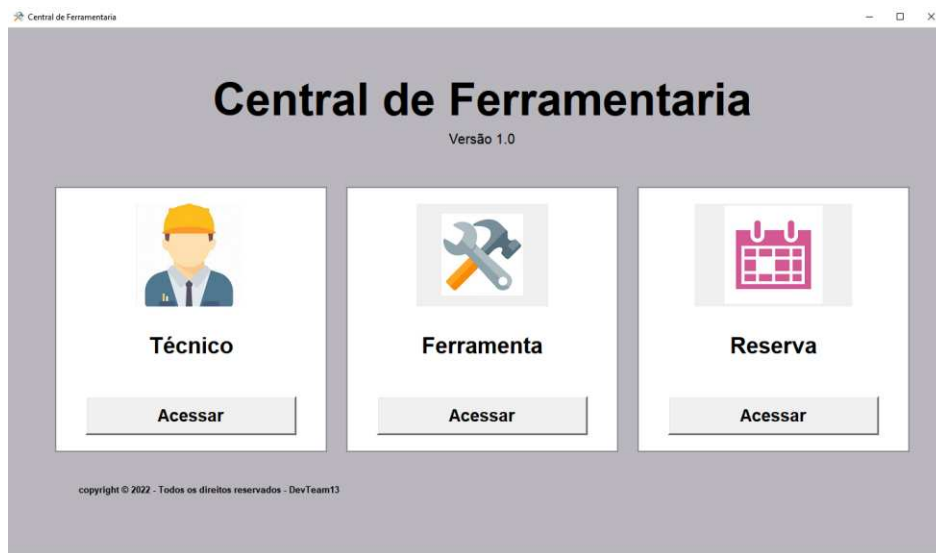 Central de Ferramentaria
Central de Ferramentaria
Versão 1.0
Técnico
Ferramenta
Reserva
Acessar
Acessar
Acessar
copyright © 2022 - Todos os direitos reservados - DevTeam13